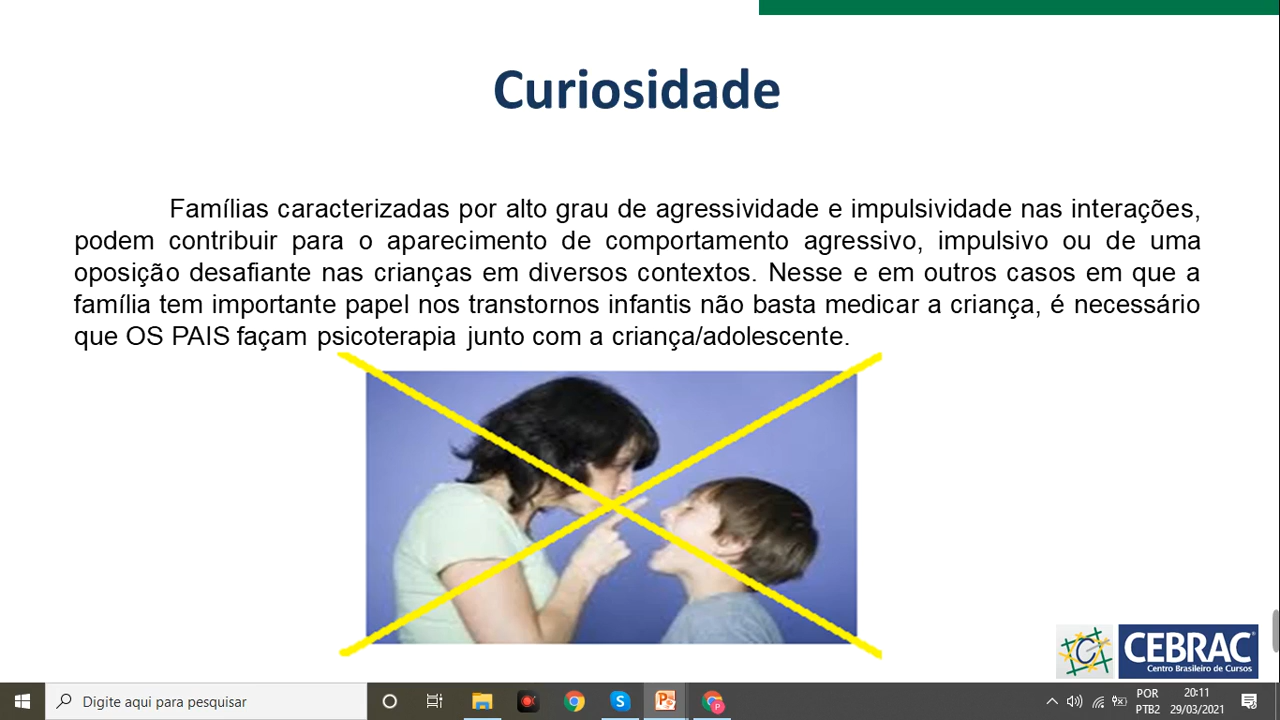 Curiosidade
Famílias caracterizadas por alto grau de agressividade e impulsividade nas interações,
podem contribuir para o aparecimento de comportamento agressivo, impulsivo ou de uma
oposição desafiante nas crianças em diversos contextos. Nesse e em outros casos em que a
família tem importante papel nos transtornos infantis não basta medicar a criança, é necessário
que OS PAIS façam psicoterapia junto com a criança/adolescente.
C CEBRAC®
Centro Brasileiro de Cursos
Digite aqui para pesquisar
POR
PTB2
20:11
29/03/2021